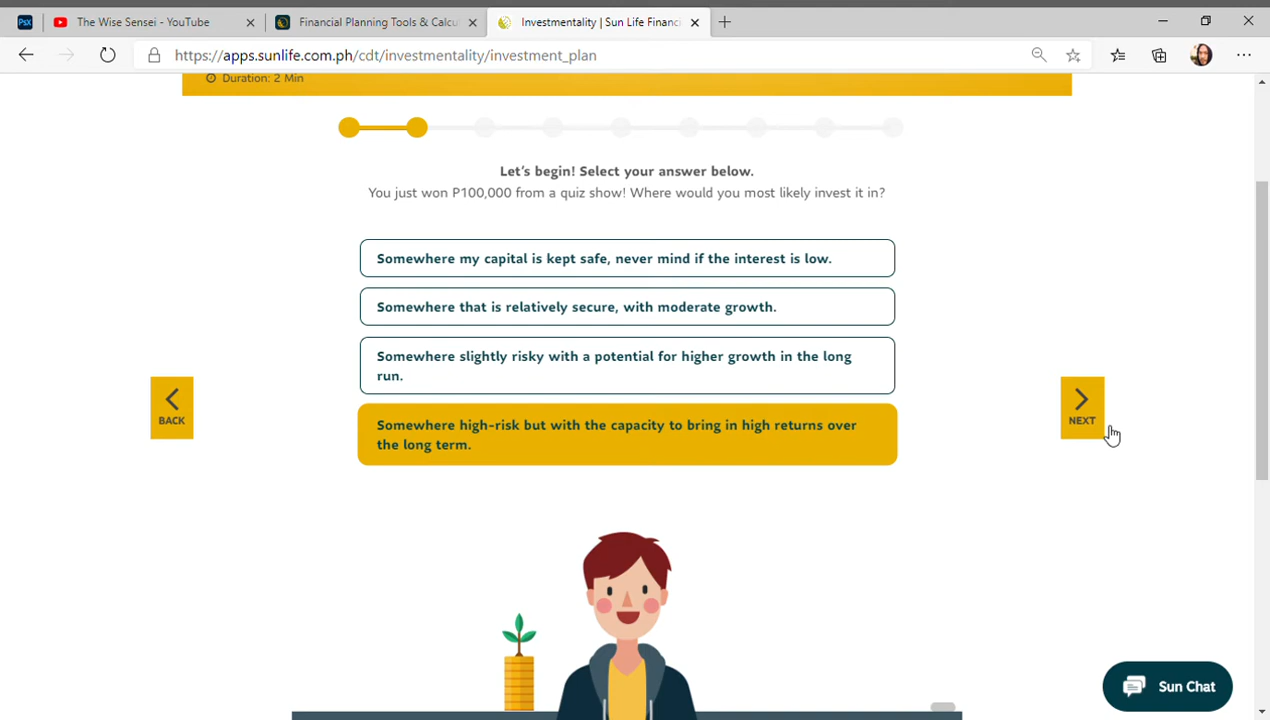 PsX
The Wise Sensei - YouTube
Financial Planning Tools & Calcu
Investmentality | Sun Life Financi
https://apps.sunlife.com.ph/cdt/investmentality/investment_plan
Duration: 2 Min
Let's begin! Select your answer below.
You just won P100,000 from a quiz show! Where would you most likely invest it in?
Somewhere my capital is kept safe, never mind if the interest is low.
Somewhere that is relatively secure, with moderate growth.
Somewhere slightly risky with a potential for higher growth in the long
run.
BACK
NEXT
Somewhere high-risk but with the capacity to bring in high returns over
the long term.
Sun Chat